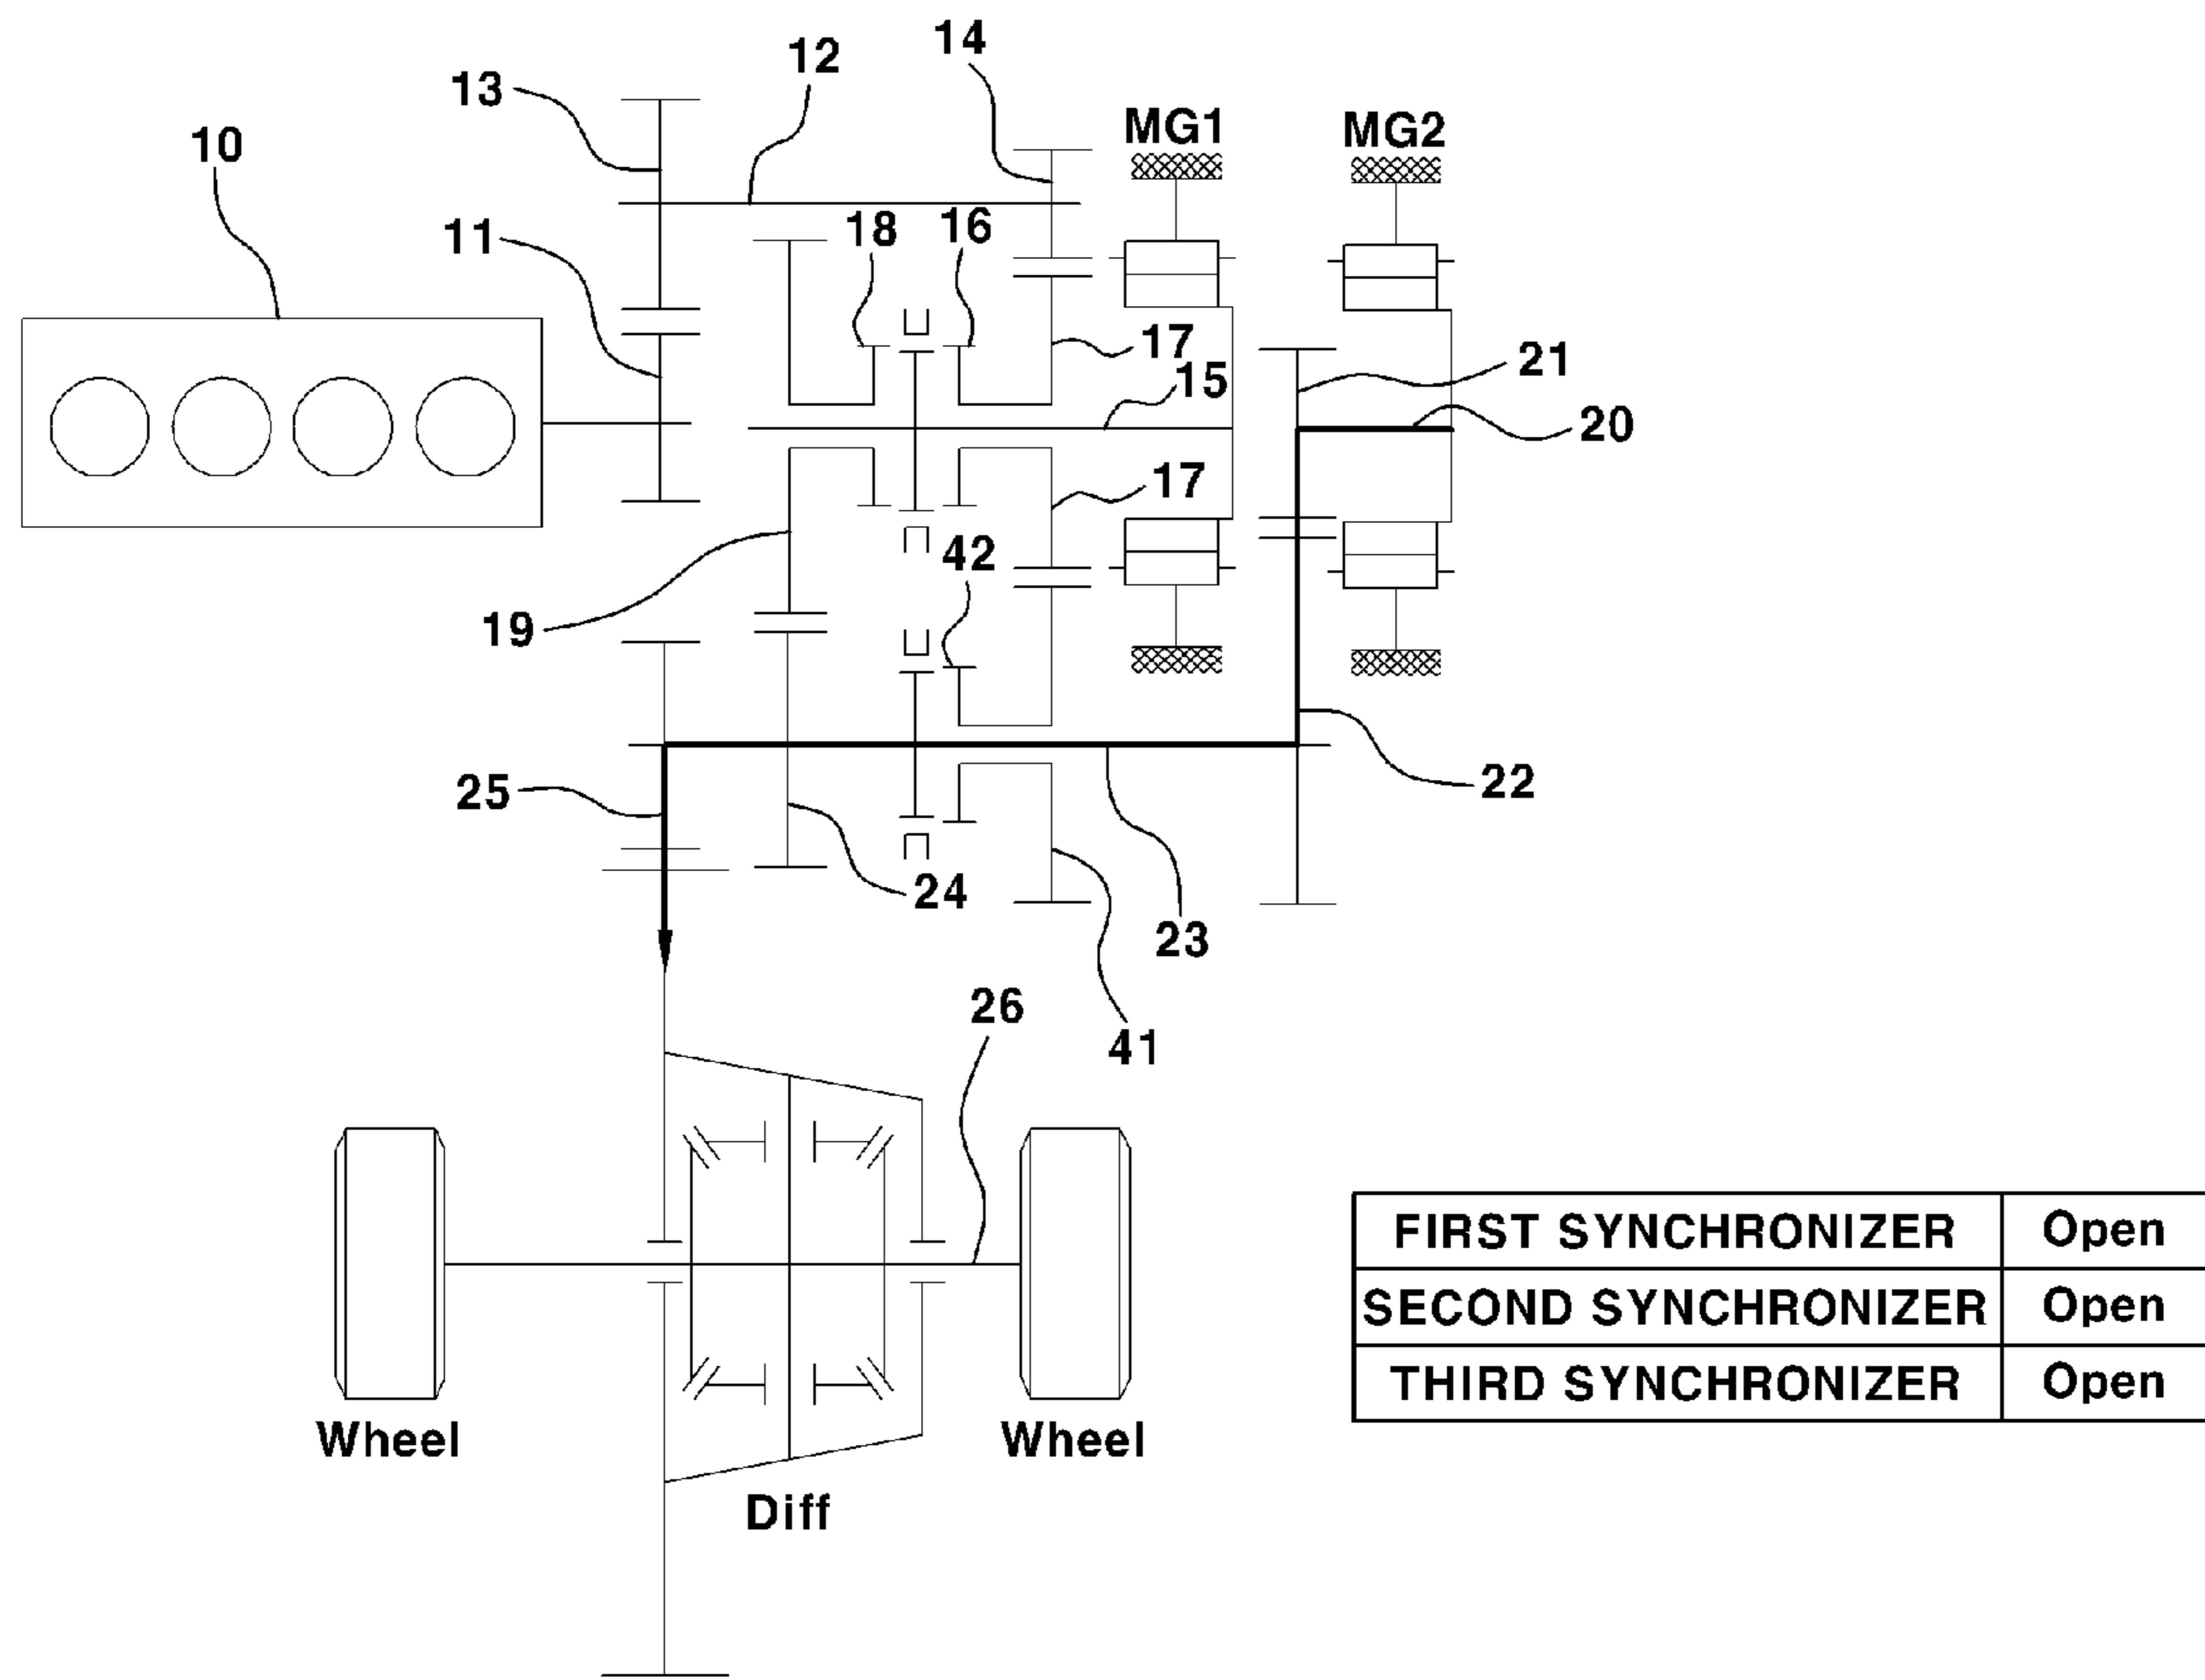 14
12
13
MG1
MG2
10
18
16
11
17
21
15
20
17
42
19
25
22
24
23
26
41
FIRST SYNCHRONIZER Open
SECOND SYNCHRONIZER Open
THIRD SYNCHRONIZER Open
Wheel
Wheel
Diff